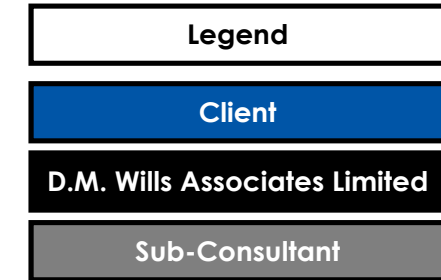 Legend
Client
D.M. Wills Associates Limited
Sub-Consultant